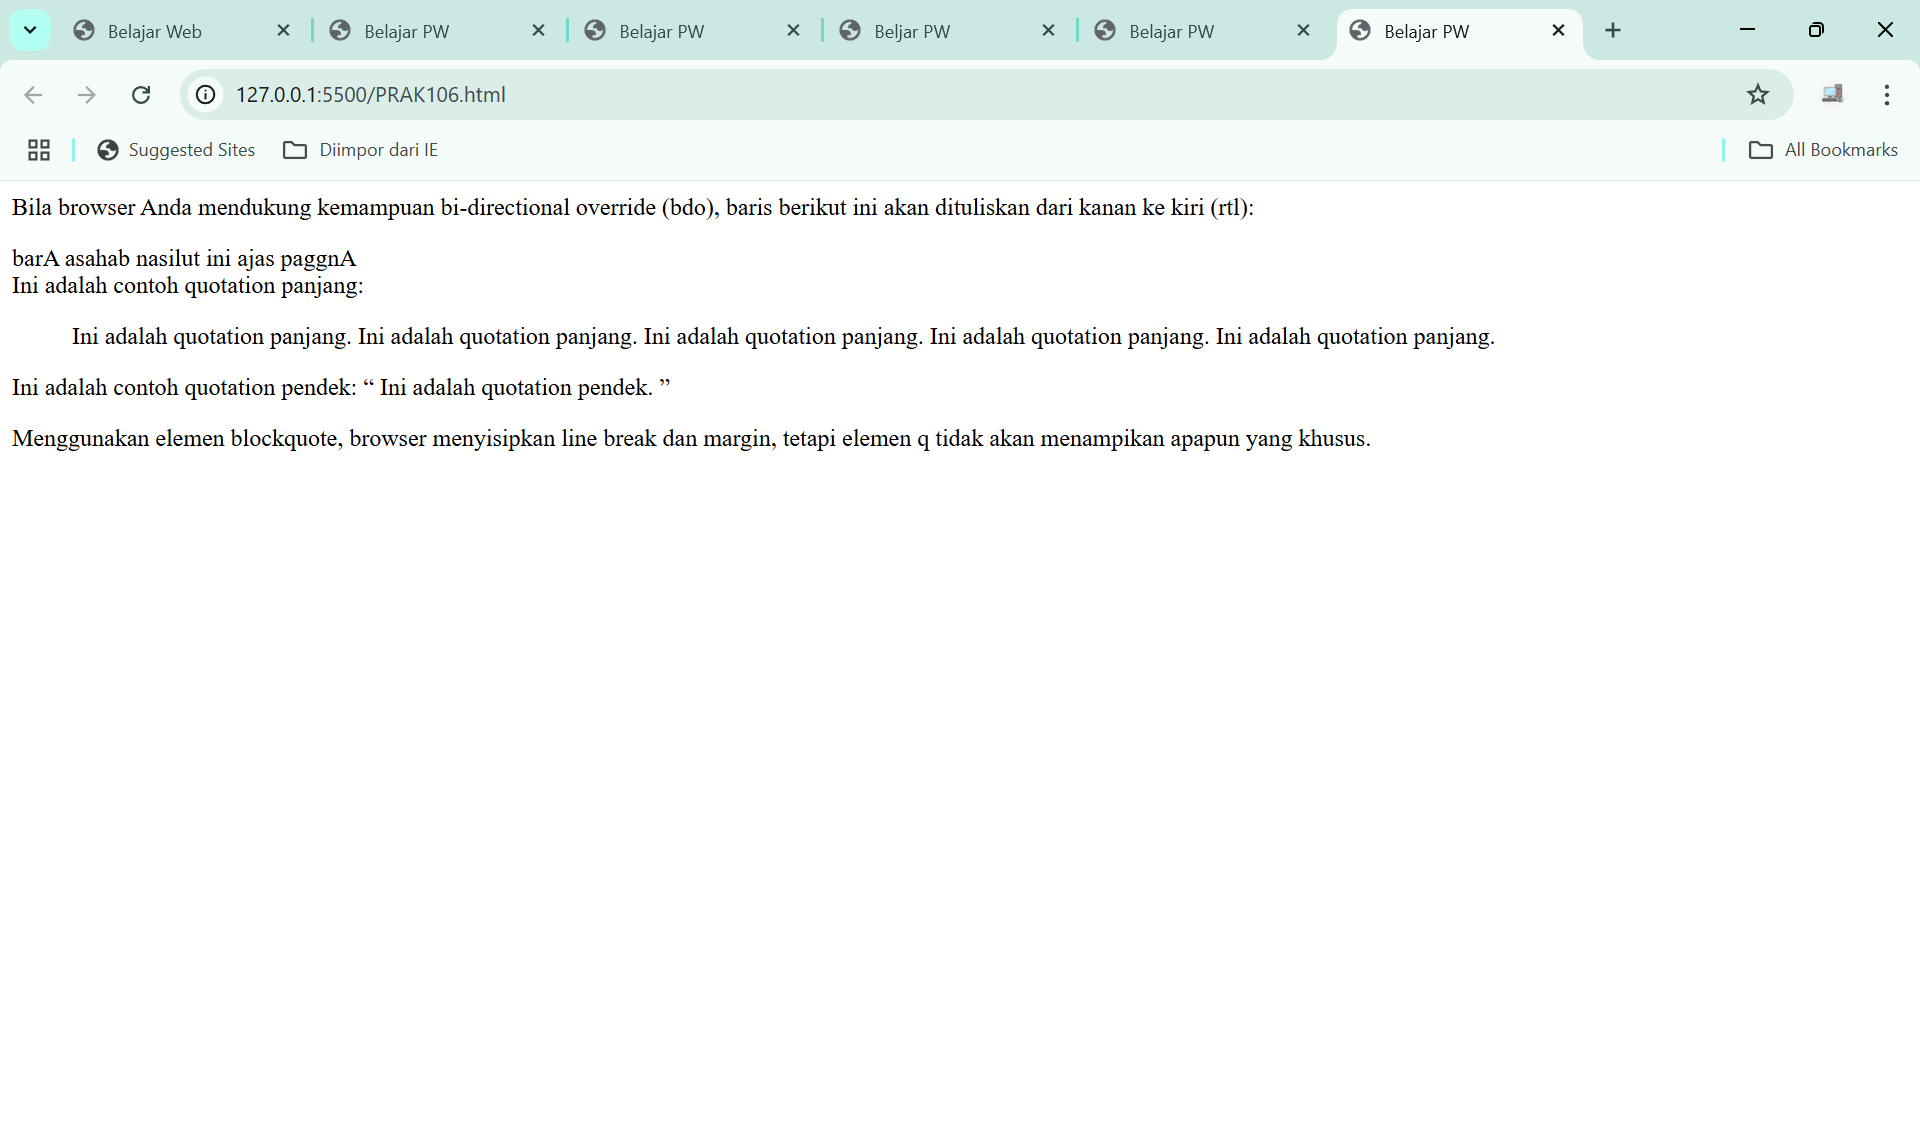 Belajar Web
Belajar PW
Belajar PW
Beljar PW
Belajar PW
Belajar PW
127.0.0.1:5500/PRAK106.html
Suggested Sites
Diimpor dari IE
All Bookmarks
Bila browser Anda mendukung kemampuan bi-directional override (bdo), baris berikut ini akan dituliskan dari kanan ke kiri (rtl):
barA asahab nasilut ini ajas paggnA
Ini adalah contoh quotation panjang:
Ini adalah quotation panjang. Ini adalah quotation panjang. Ini adalah quotation panjang. Ini adalah quotation panjang. Ini adalah quotation panjang.
Ini adalah contoh quotation pendek: “ Ini adalah quotation pendek. ”
Menggunakan elemen blockquote, browser menyisipkan line break dan margin, tetapi elemen q tidak akan menampikan apapun yang khusus.